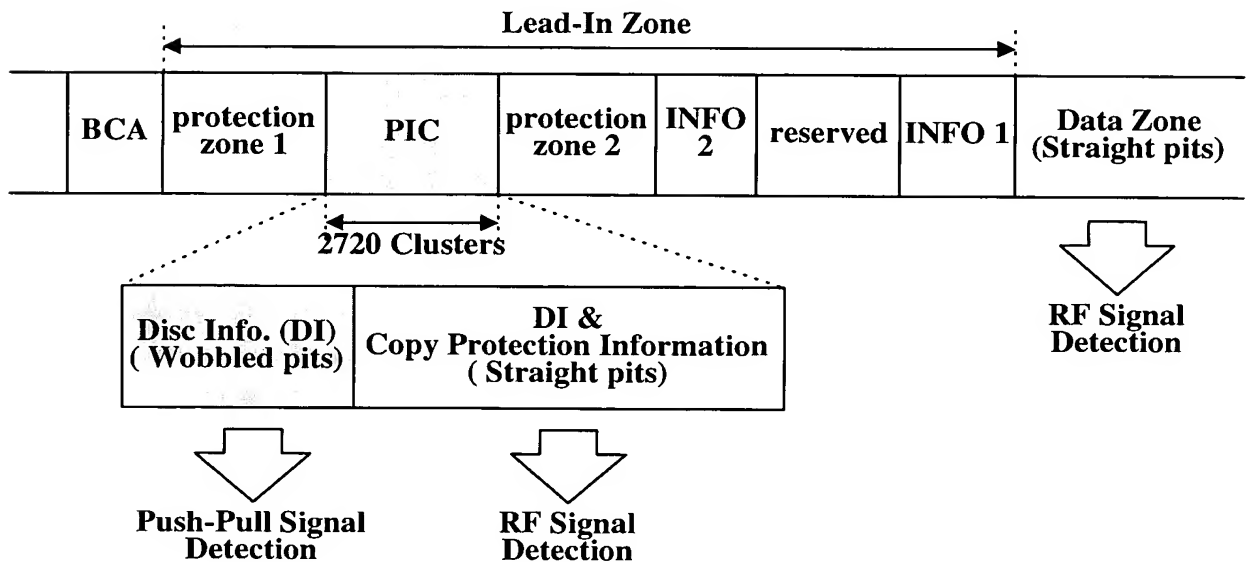 Lead-In Zone
BCA
protection
zone 1
PIC
protection
zone 2
INFO
2
reserved
INFO 1
Data Zone
(Straight pits)
2720 Clusters
Disc Info. (DI)
( Wobbled pits)
DI &
Copy Protection Information
( Straight pits)
RF Signal
Detection
Push-Pull Signal
Detection
RF Signal
Detection